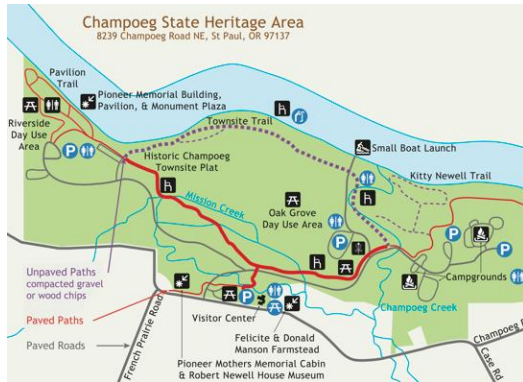 Champoeg State Heritage Area
8239 Champoeg Road NE, St Paul, OR 97137
Pavilion
Trail
Pioneer Memorial Building,
Pavilion, & Monument Plaza
Riverside
Day Use
Area
Townsite Trail
Small Boat Launch
Historic Champoeg
Townsite Plat
Kitty Newell Trail
Mission Creek
Oak Grove
Day Use Area
P
P
P
P
P
P
Unpaved Paths
compacted gravel
or wood chips
Campgrounds
Paved Paths
Visitor Center
Champoeg Creek
Paved Roads
French Prairie Road
Felicite & Donald
Manson Farmstead
Pioneer Mothers Memorial Cabin
& Robert Newell House Museum
Champoeg
Case Rd